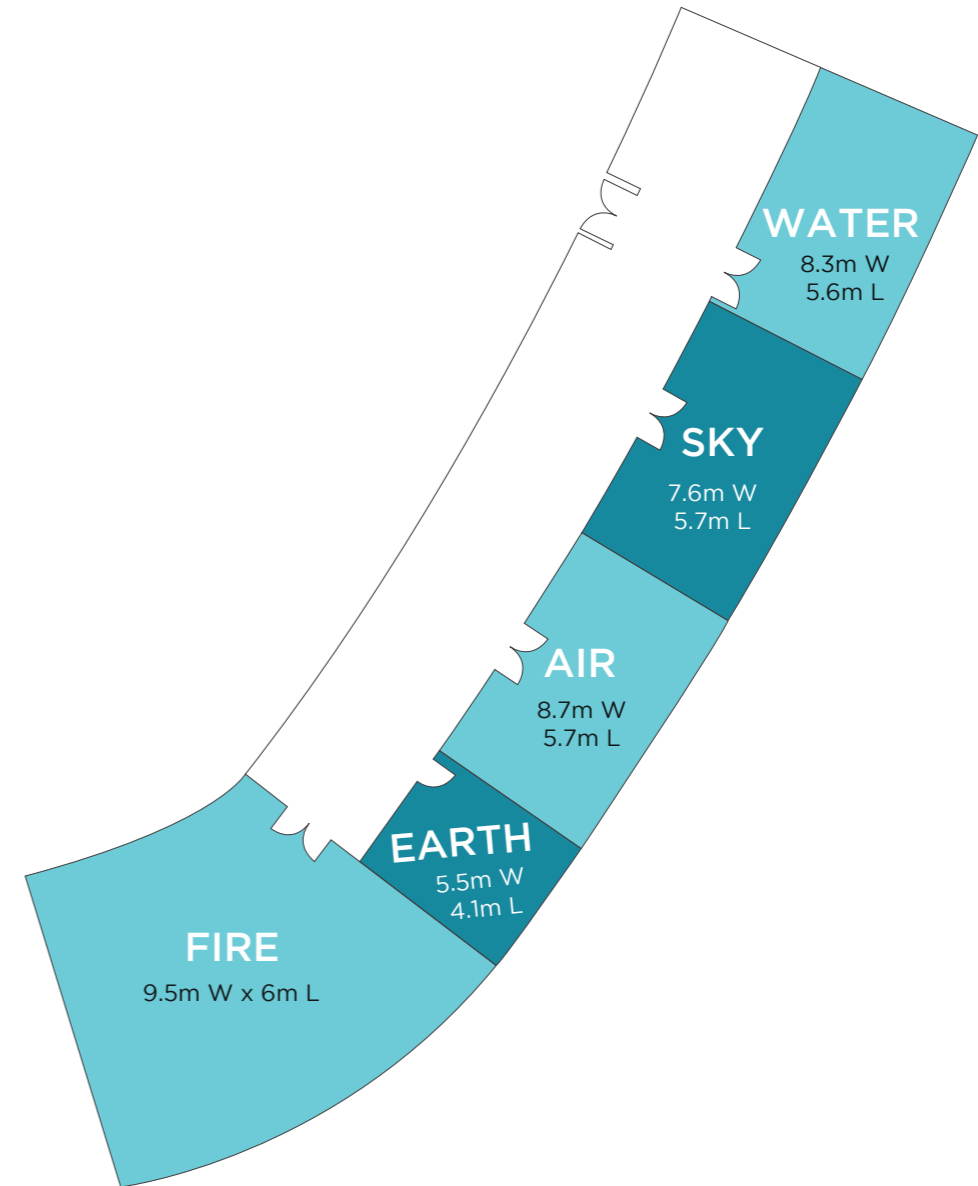 WATER
8.3m W
5.6m L
SKY
7.6m W
5.7m L
AIR
8.7m W
5.7m L
EARTH
5.5m W
4.1m L
FIRE
9.5m W x 6m L